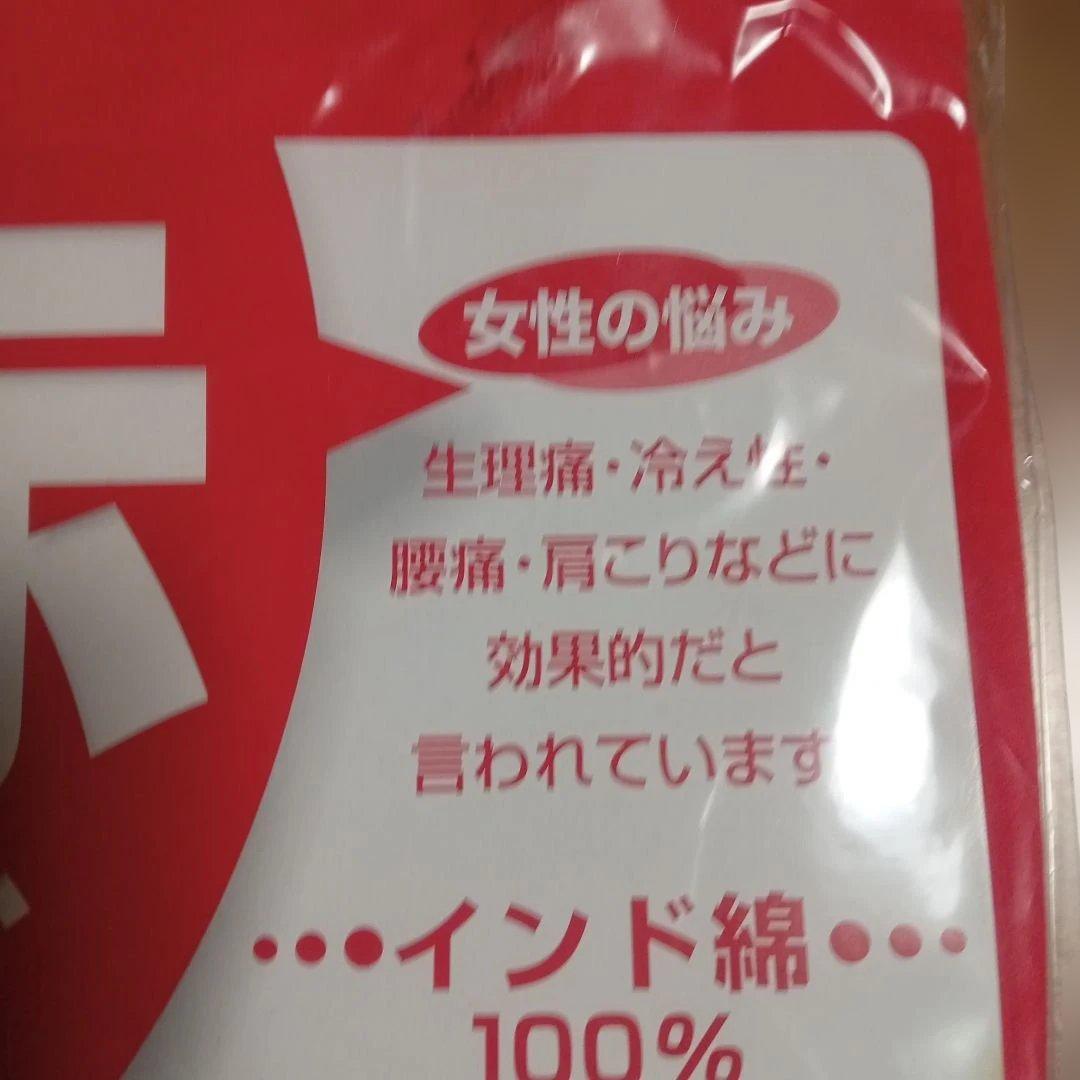 女性の悩み
生理痛・冷え性・
腰痛・肩こりなどに
効果的だと
言われています
•••インド綿•••
100%